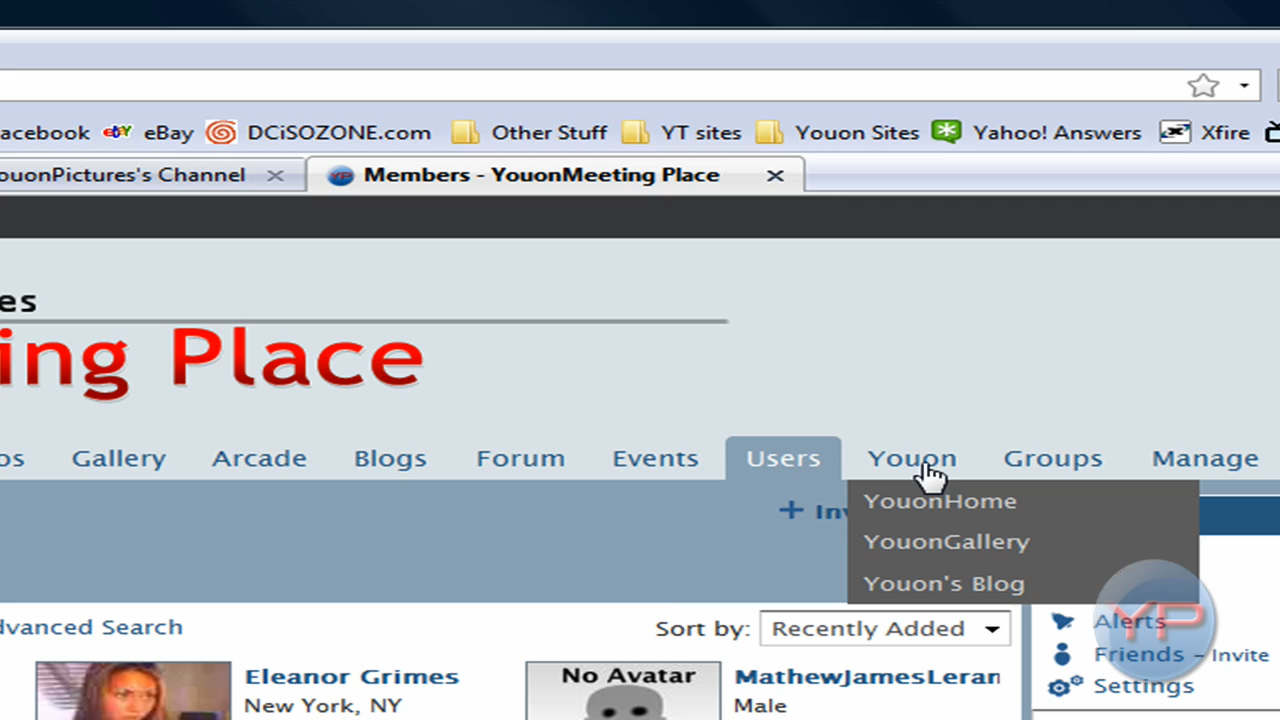 acebook eBay DCiSOZONE.com Other Stuff YT sites Youon Sites Yahoo! Answers Xfire
ouonPictures's Channel Members - YouonMeeting Place
es
ing Place
os Gallery Arcade Blogs Forum Events Users Youon Groups Manage
+ Inv
YouonHome
YouonGallery
Youon's Blog
dvanced Search Sort by: Recently Added
YP
Alerts
Friends - Invite
Settings
Eleanor Grimes
New York, NY
No Avatar
MathewJamesLeran
Male